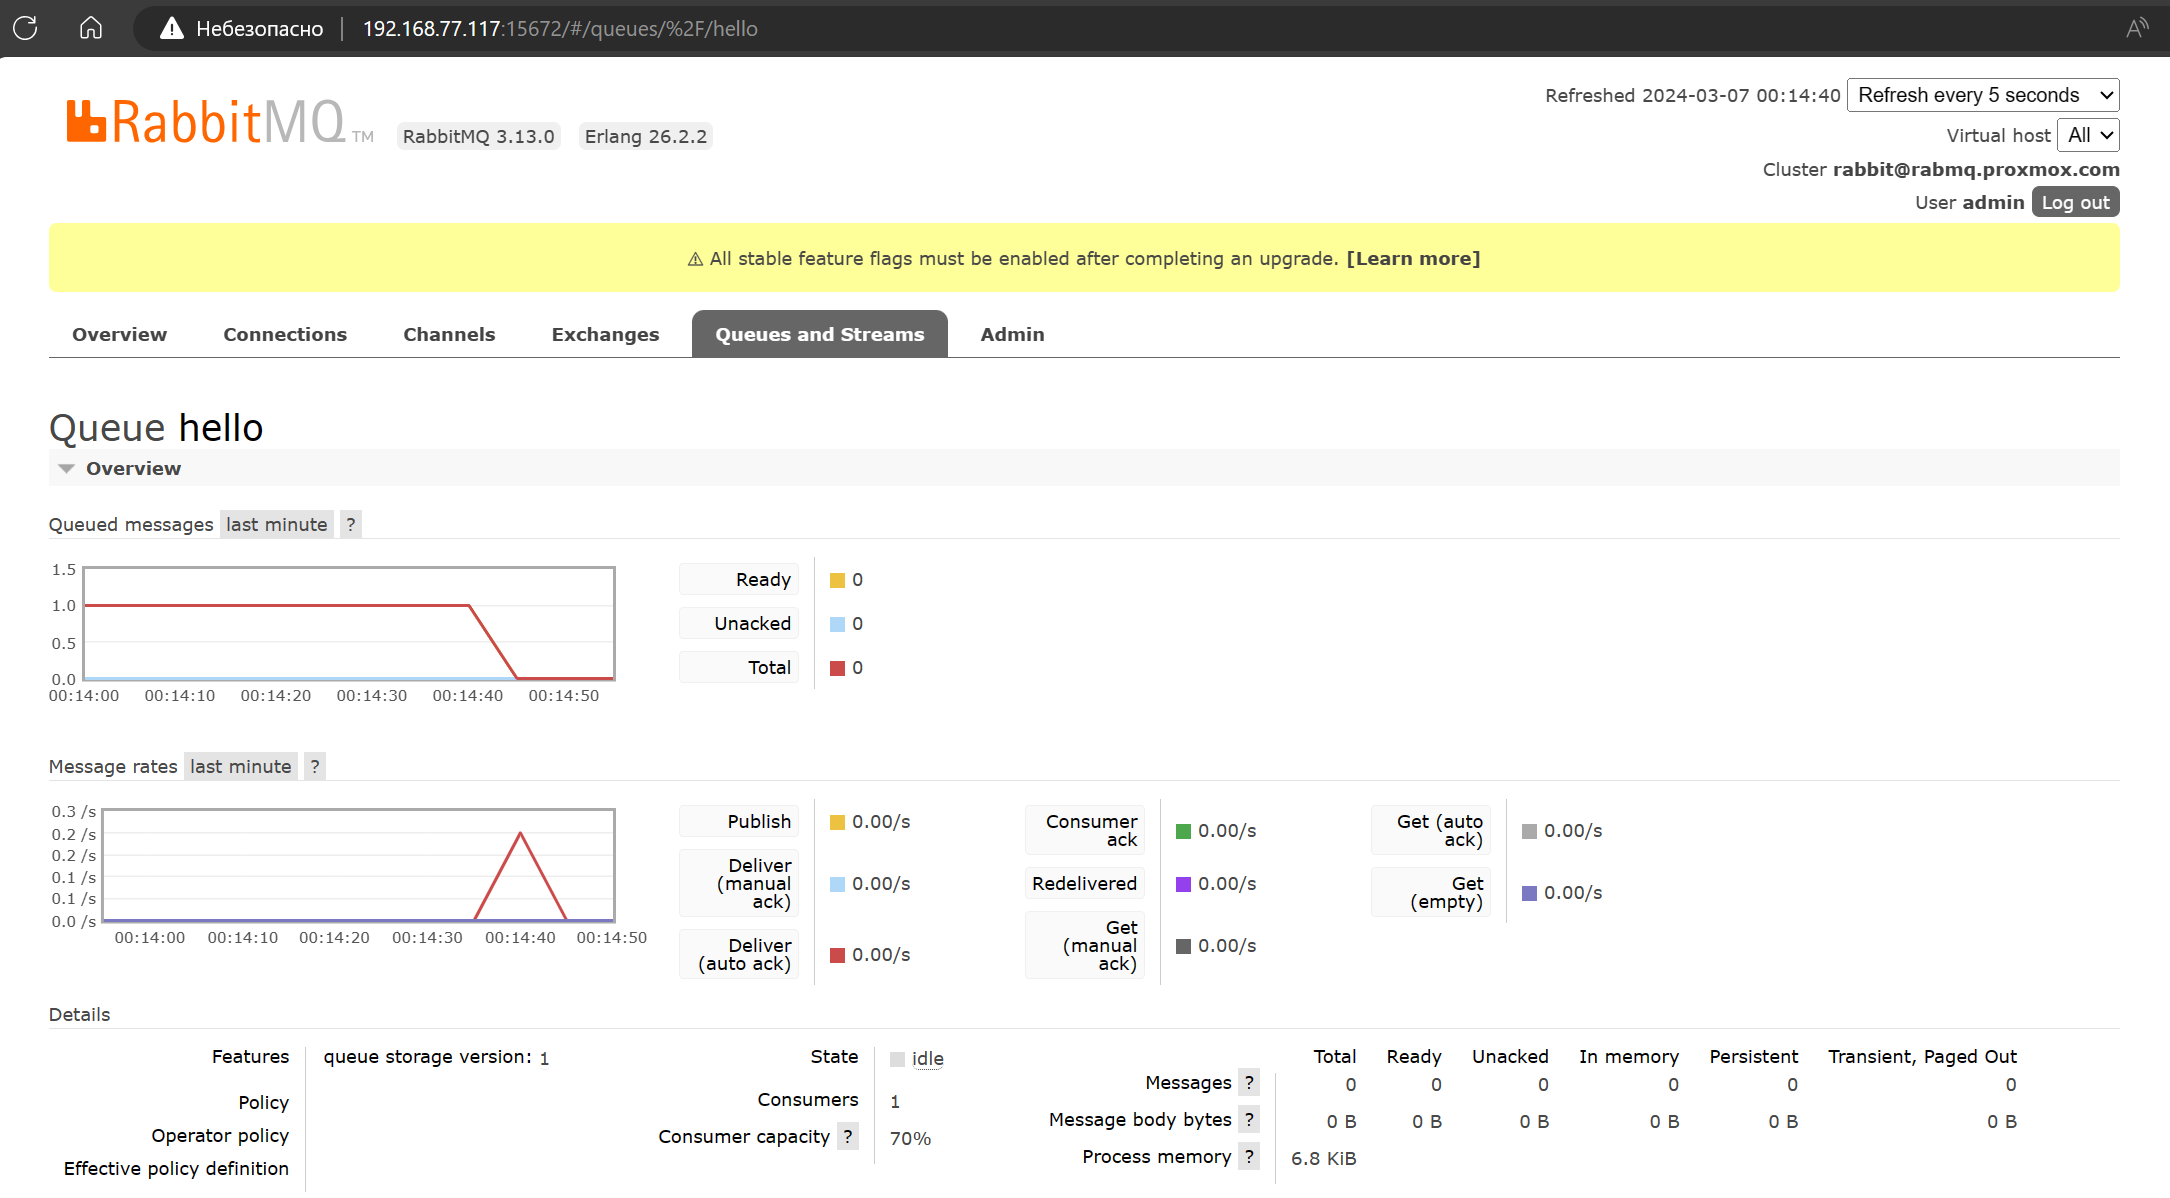 Небезопасно | 192.168.77.117:15672/#/queues/%2F/hello
RabbitMQ TM RabbitMQ 3.13.0 Erlang 26.2.2
Refreshed 2024-03-07 00:14:40 Refresh every 5 seconds
Virtual host All
Cluster rabbit@rabmq.proxmox.com
User admin Log out
⚠ All stable feature flags must be enabled after completing an upgrade. [Learn more]
Overview Connections Channels Exchanges Queues and Streams Admin
Queue hello
Overview
Queued messages last minute ?
1.5
1.0
0.5
0.0
00:14:00 00:14:10 00:14:20 00:14:30 00:14:40 00:14:50
Ready 0
Unacked 0
Total 0
Message rates last minute ?
0.3 /s
0.2 /s
0.2 /s
0.1 /s
0.1 /s
0.0 /s
00:14:00 00:14:10 00:14:20 00:14:30 00:14:40 00:14:50
Publish 0.00/s
Deliver
(manual 0.00/s
ack)
Deliver
(auto ack) 0.00/s
Consumer
ack 0.00/s
Redelivered 0.00/s
Get
(manual 0.00/s
ack)
Get (auto
ack) 0.00/s
Get
(empty) 0.00/s
Details
Features queue storage version: 1
Policy
Operator policy
Effective policy definition
State idle
Consumers 1
Consumer capacity ? 70%
Total Ready Unacked In memory Persistent Transient, Paged Out
Messages ? 0 0 0 0 0 0
Message body bytes ? 0 B 0 B 0 B 0 B 0 B 0 B
Process memory ? 6.8 KiB